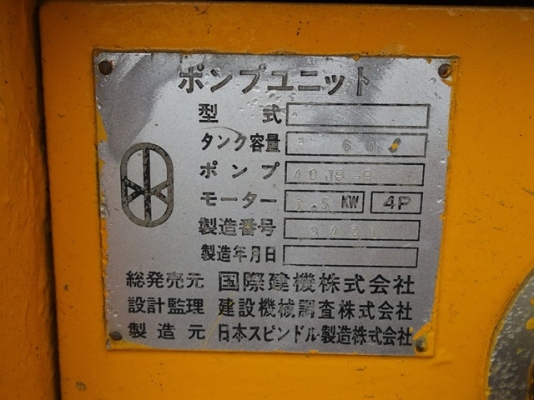 ポンプユニット
型式
タンク容量 60
ポンプ
モーター 7.5 KW 4P
製造番号
製造年月日
総発売元 国際建機株式会社
設計監理 建設機械調査株式会社
製造元 日本スピンドル製造株式会社